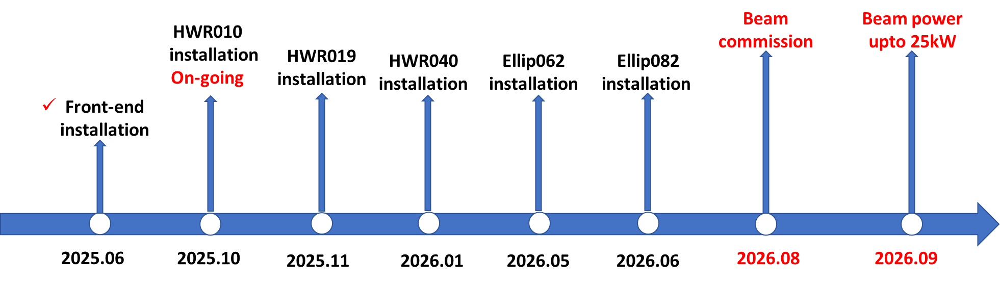 ✓ Front-end
installation
2025.06
HWR010
installation
On-going
2025.10
HWR019
installation
2025.11
HWR040
installation
2026.01
Ellip062
installation
2026.05
Ellip082
installation
2026.06
Beam
commission
2026.08
Beam power
upto 25kW
2026.09